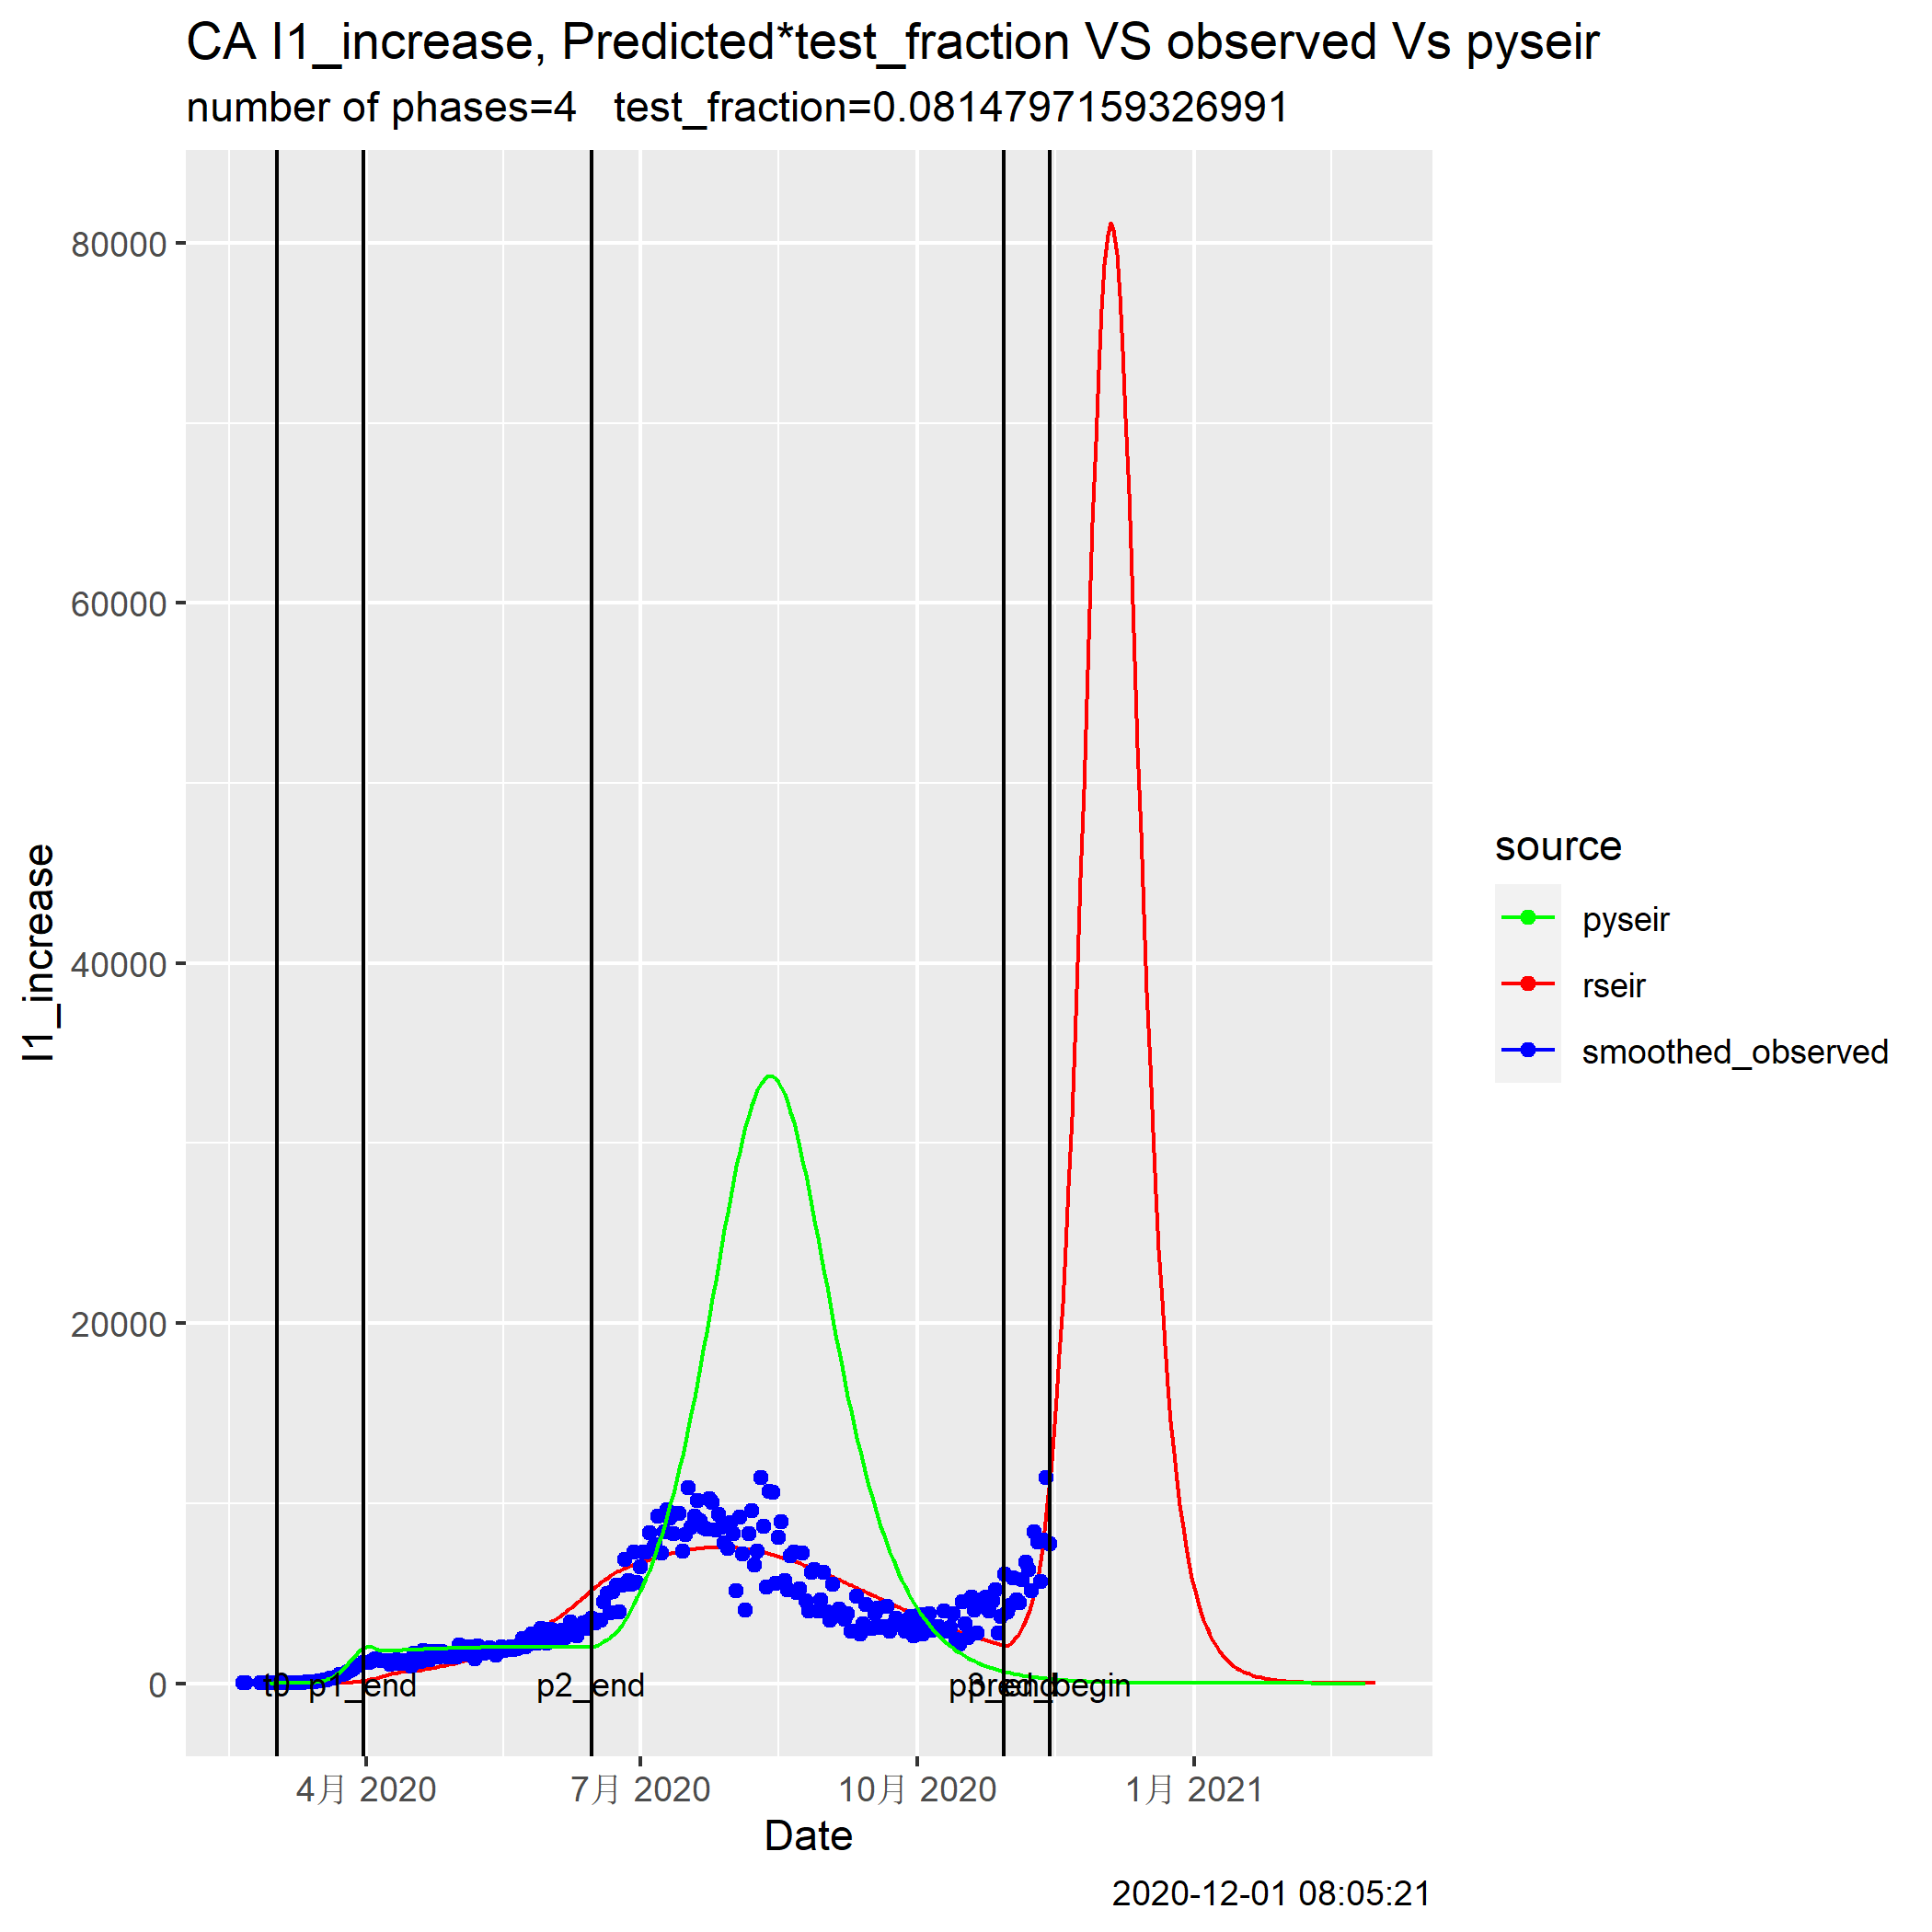 CA I1_increase, Predicted*test_fraction VS observed Vs pyseir
number of phases=4 test_fraction=0.0814797159326991
80000
60000
40000
20000
0
I1_increase
t0 p1_end p2_end p3_end pred_begin
4月 2020 7月 2020 10月 2020 1月 2021
Date
source
pyseir
rseir
smoothed_observed
2020-12-01 08:05:21